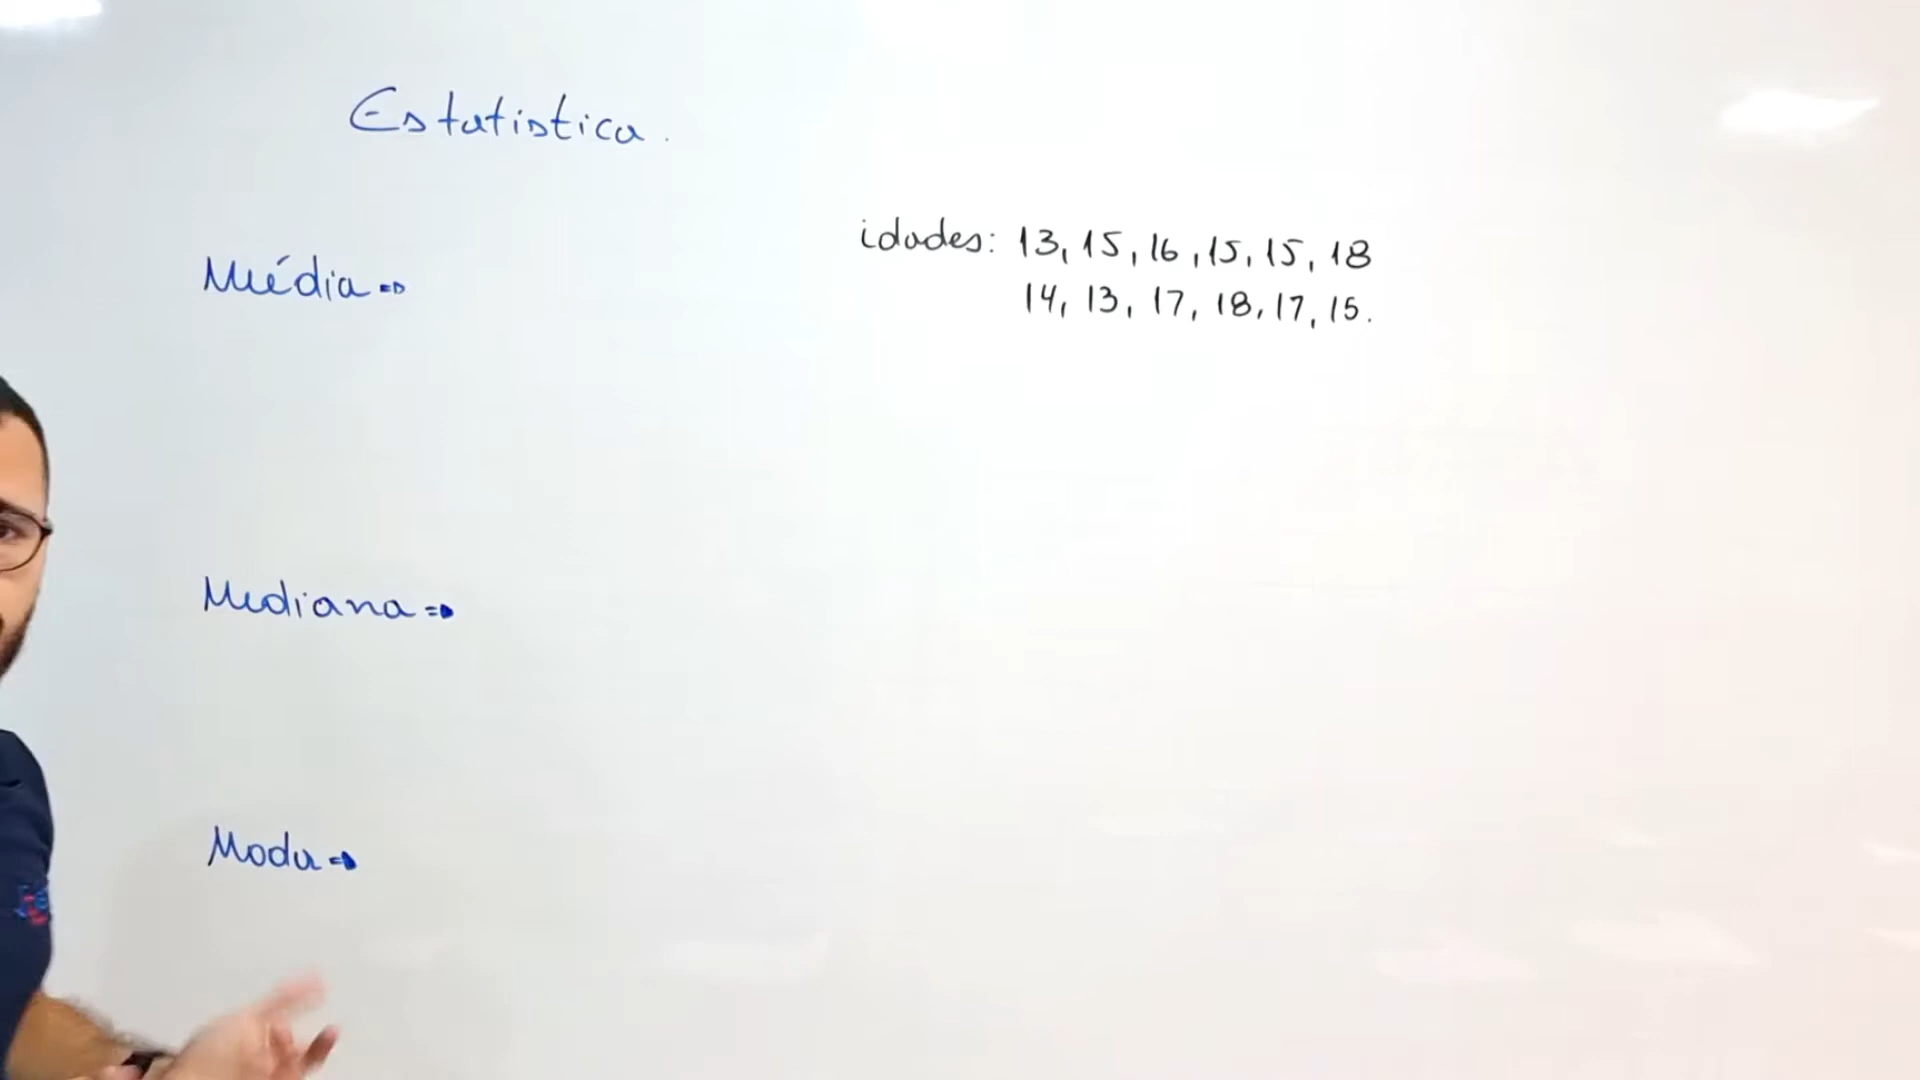 Estatistica.
idades: 13, 15, 16, 15, 15, 18
14, 13, 17, 18, 17, 15.
Média ⇒
Mediana ⇒
Moda ⇒